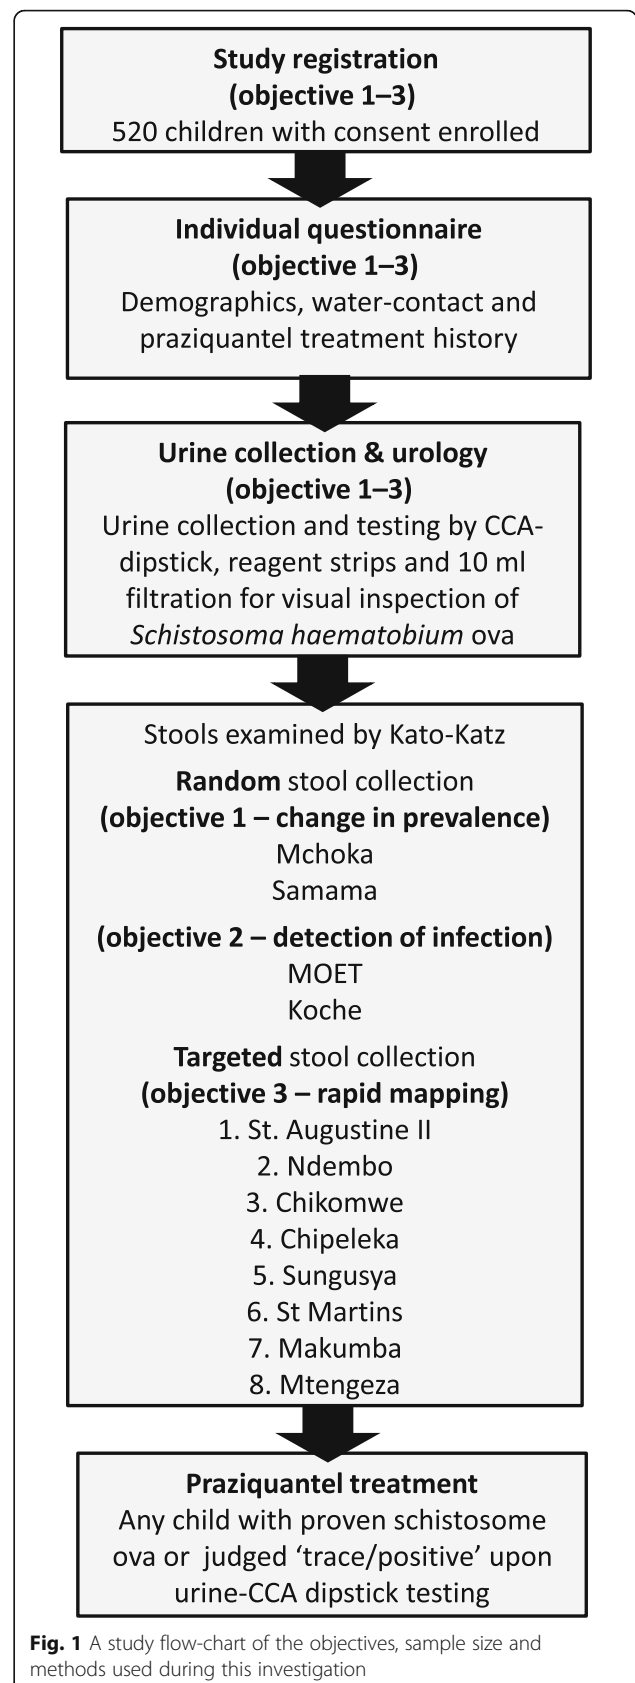 Study registration
(objective 1–3)
520 children with consent enrolled
Individual questionnaire
(objective 1–3)
Demographics, water-contact and
praziquantel treatment history
Urine collection & urology
(objective 1–3)
Urine collection and testing by CCA-
dipstick, reagent strips and 10 ml
filtration for visual inspection of
Schistosoma haematobium ova
Stools examined by Kato-Katz
Random stool collection
(objective 1 – change in prevalence)
Mchoka
Samama
(objective 2 – detection of infection)
MOET
Koche
Targeted stool collection
(objective 3 – rapid mapping)
1. St. Augustine II
2. Ndembo
3. Chikomwe
4. Chipeleka
5. Sungusya
6. St Martins
7. Makumba
8. Mtengeza
Praziquantel treatment
Any child with proven schistosome
ova or judged ‘trace/positive’ upon
urine-CCA dipstick testing
Fig. 1 A study flow-chart of the objectives, sample size and
methods used during this investigation